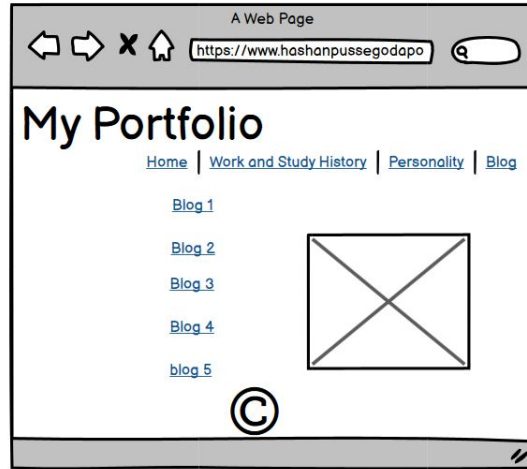 A Web Page
https://www.hashanpussegodapo
My Portfolio
Home | Work and Study History | Personality | Blog
Blog 1
Blog 2
Blog 3
Blog 4
blog 5
©